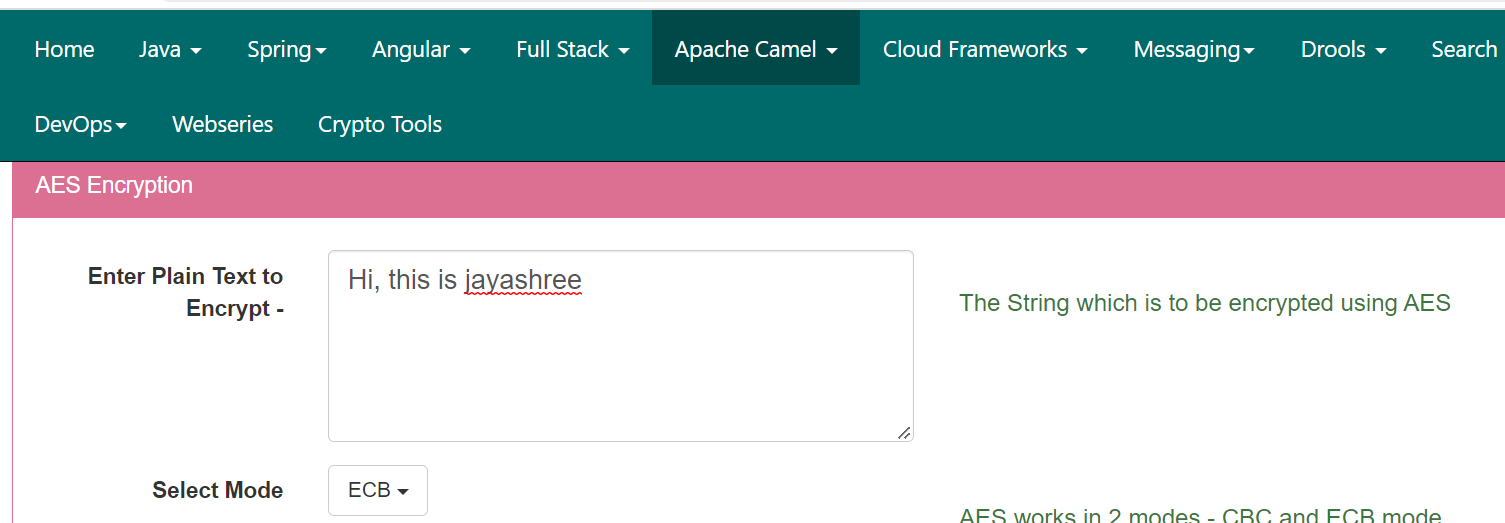 Home Java Spring Angular Full Stack Apache Camel Cloud Frameworks Messaging Drools Search
DevOps Webseries Crypto Tools
AES Encryption
Enter Plain Text to
Encrypt -
Hi, this is jayashree
The String which is to be encrypted using AES
Select Mode
ECB
AES works in 2 modes - CBC and ECB mode